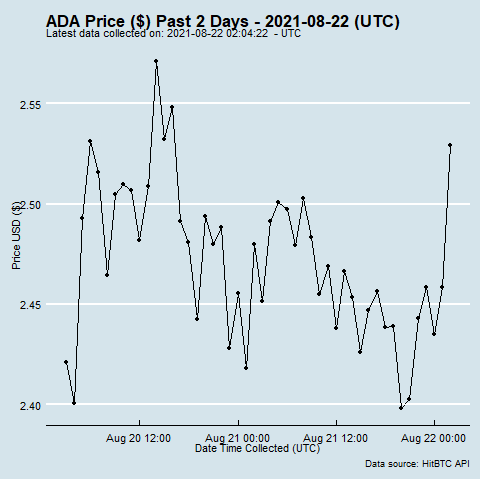 ADA Price ($) Past 2 Days - 2021-08-22 (UTC)
Latest data collected on: 2021-08-22 02:04:22 - UTC
Price USD ($)
2.55
2.50
2.45
2.40
Aug 20 12:00
Aug 21 00:00
Aug 21 12:00
Aug 22 00:00
Date Time Collected (UTC)
Data source: HitBTC API